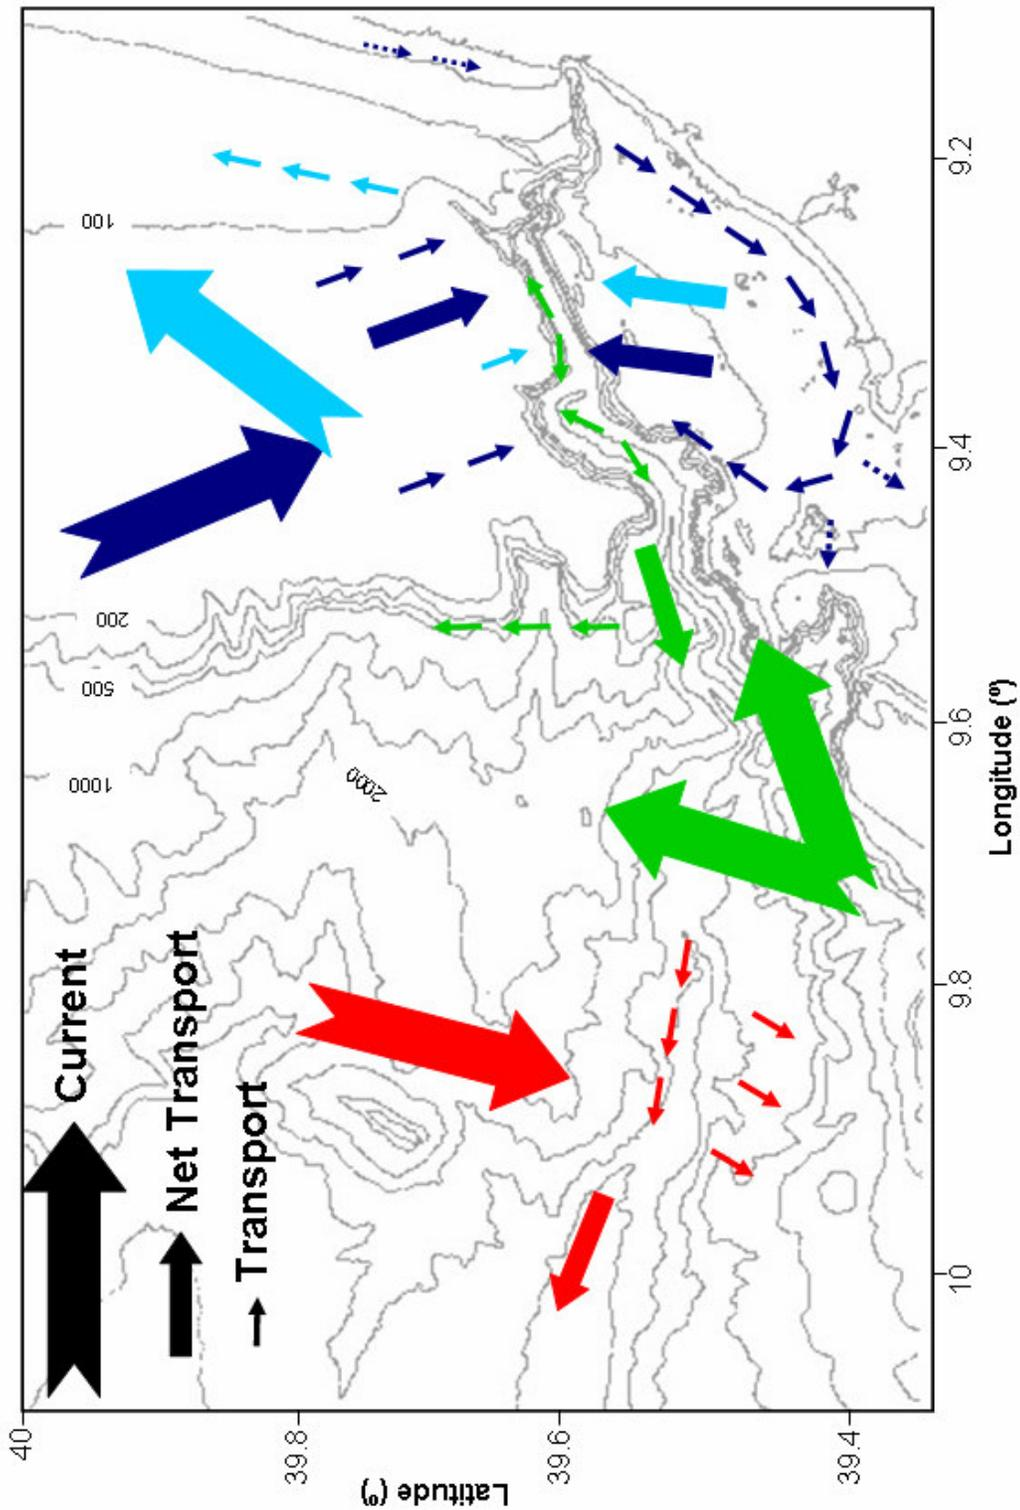 Current
Net Transport
Transport
100
200
500
1000
2000
40
39.8
39.6
39.4
Latitude (º)
10
9.8
9.6
9.4
9.2
Longitude (º)